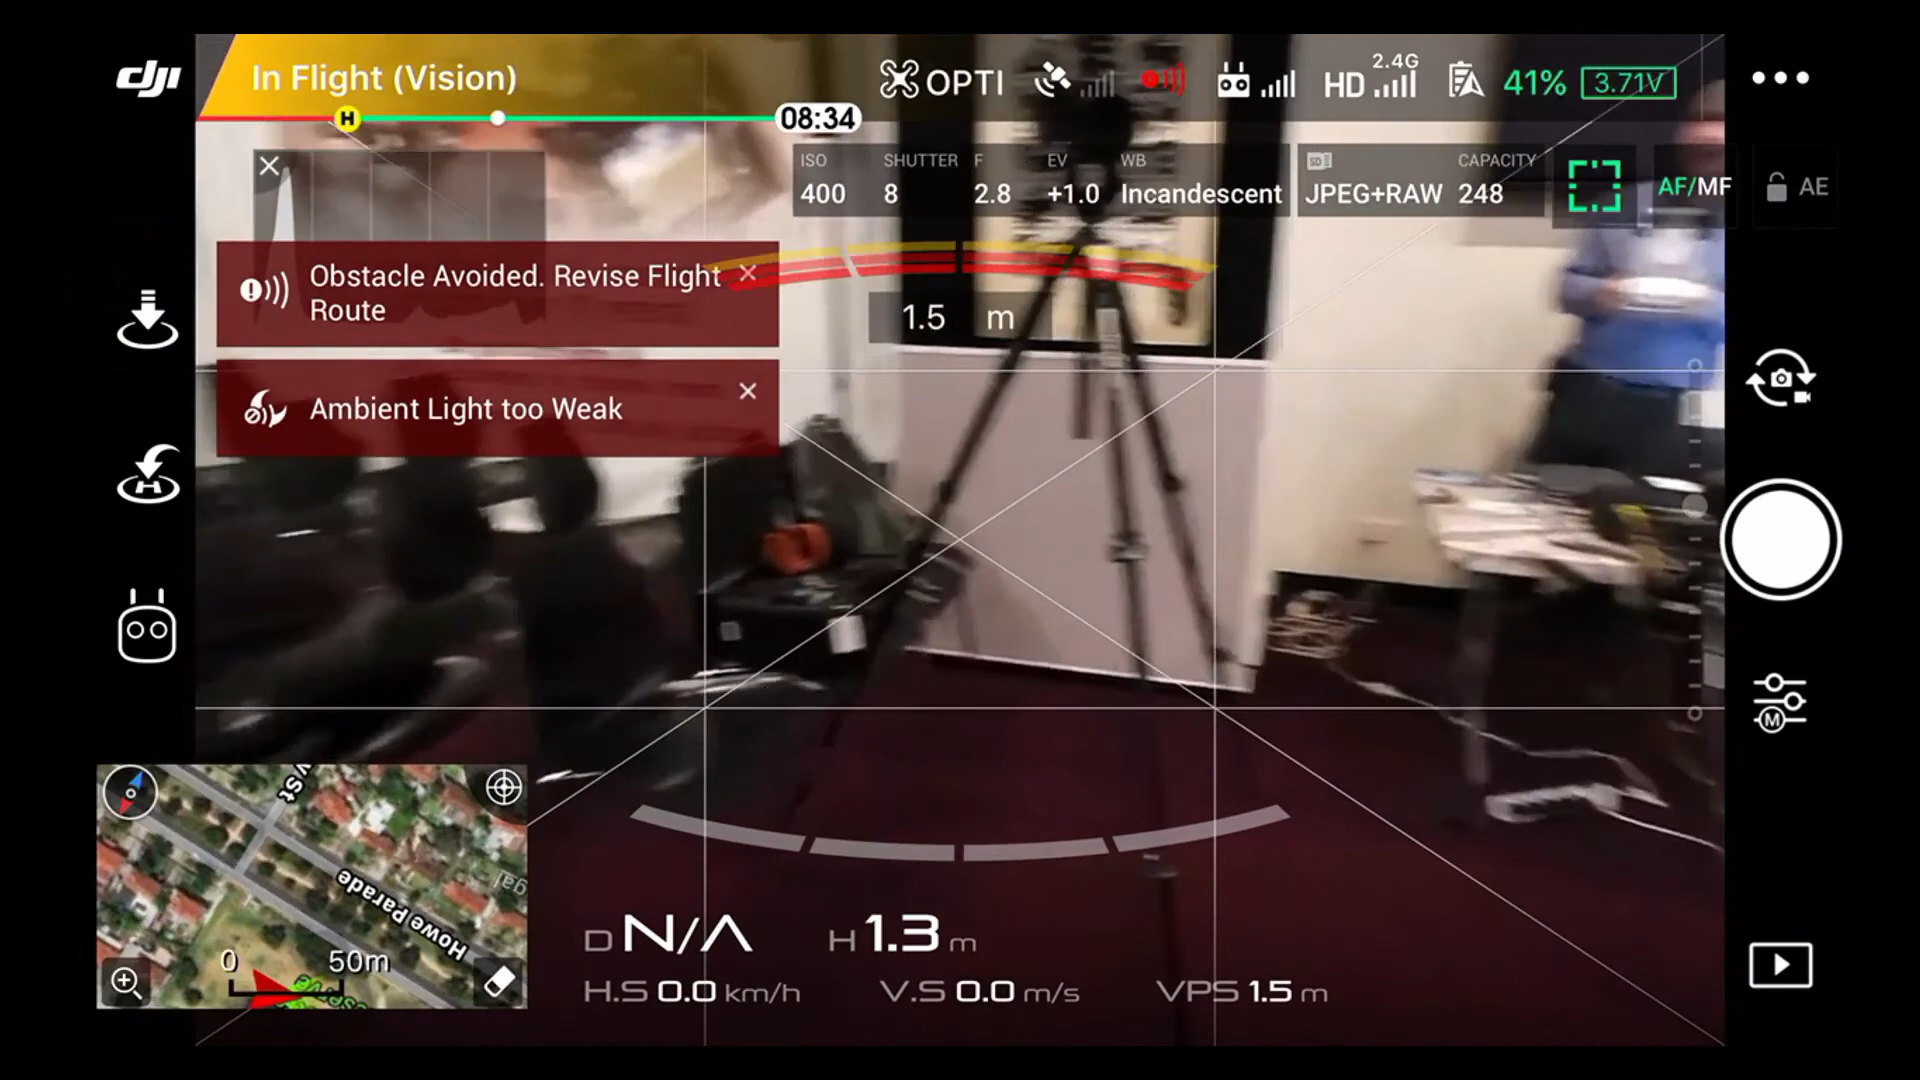 dji
In Flight (Vision)
OPTI
HD 2.4G
41% 3.71V
H
08:34
ISO SHUTTER F EV WB
400 8 2.8 +1.0 Incandescent
SD CAPACITY
JPEG+RAW 248
AF/MF
AE
Obstacle Avoided. Revise Flight
Route
1.5 m
Ambient Light too Weak
H
M
Howe Parade
0 50m
D N/A H 1.3 m
H.S 0.0 km/h V.S 0.0 m/s VPS 1.5 m